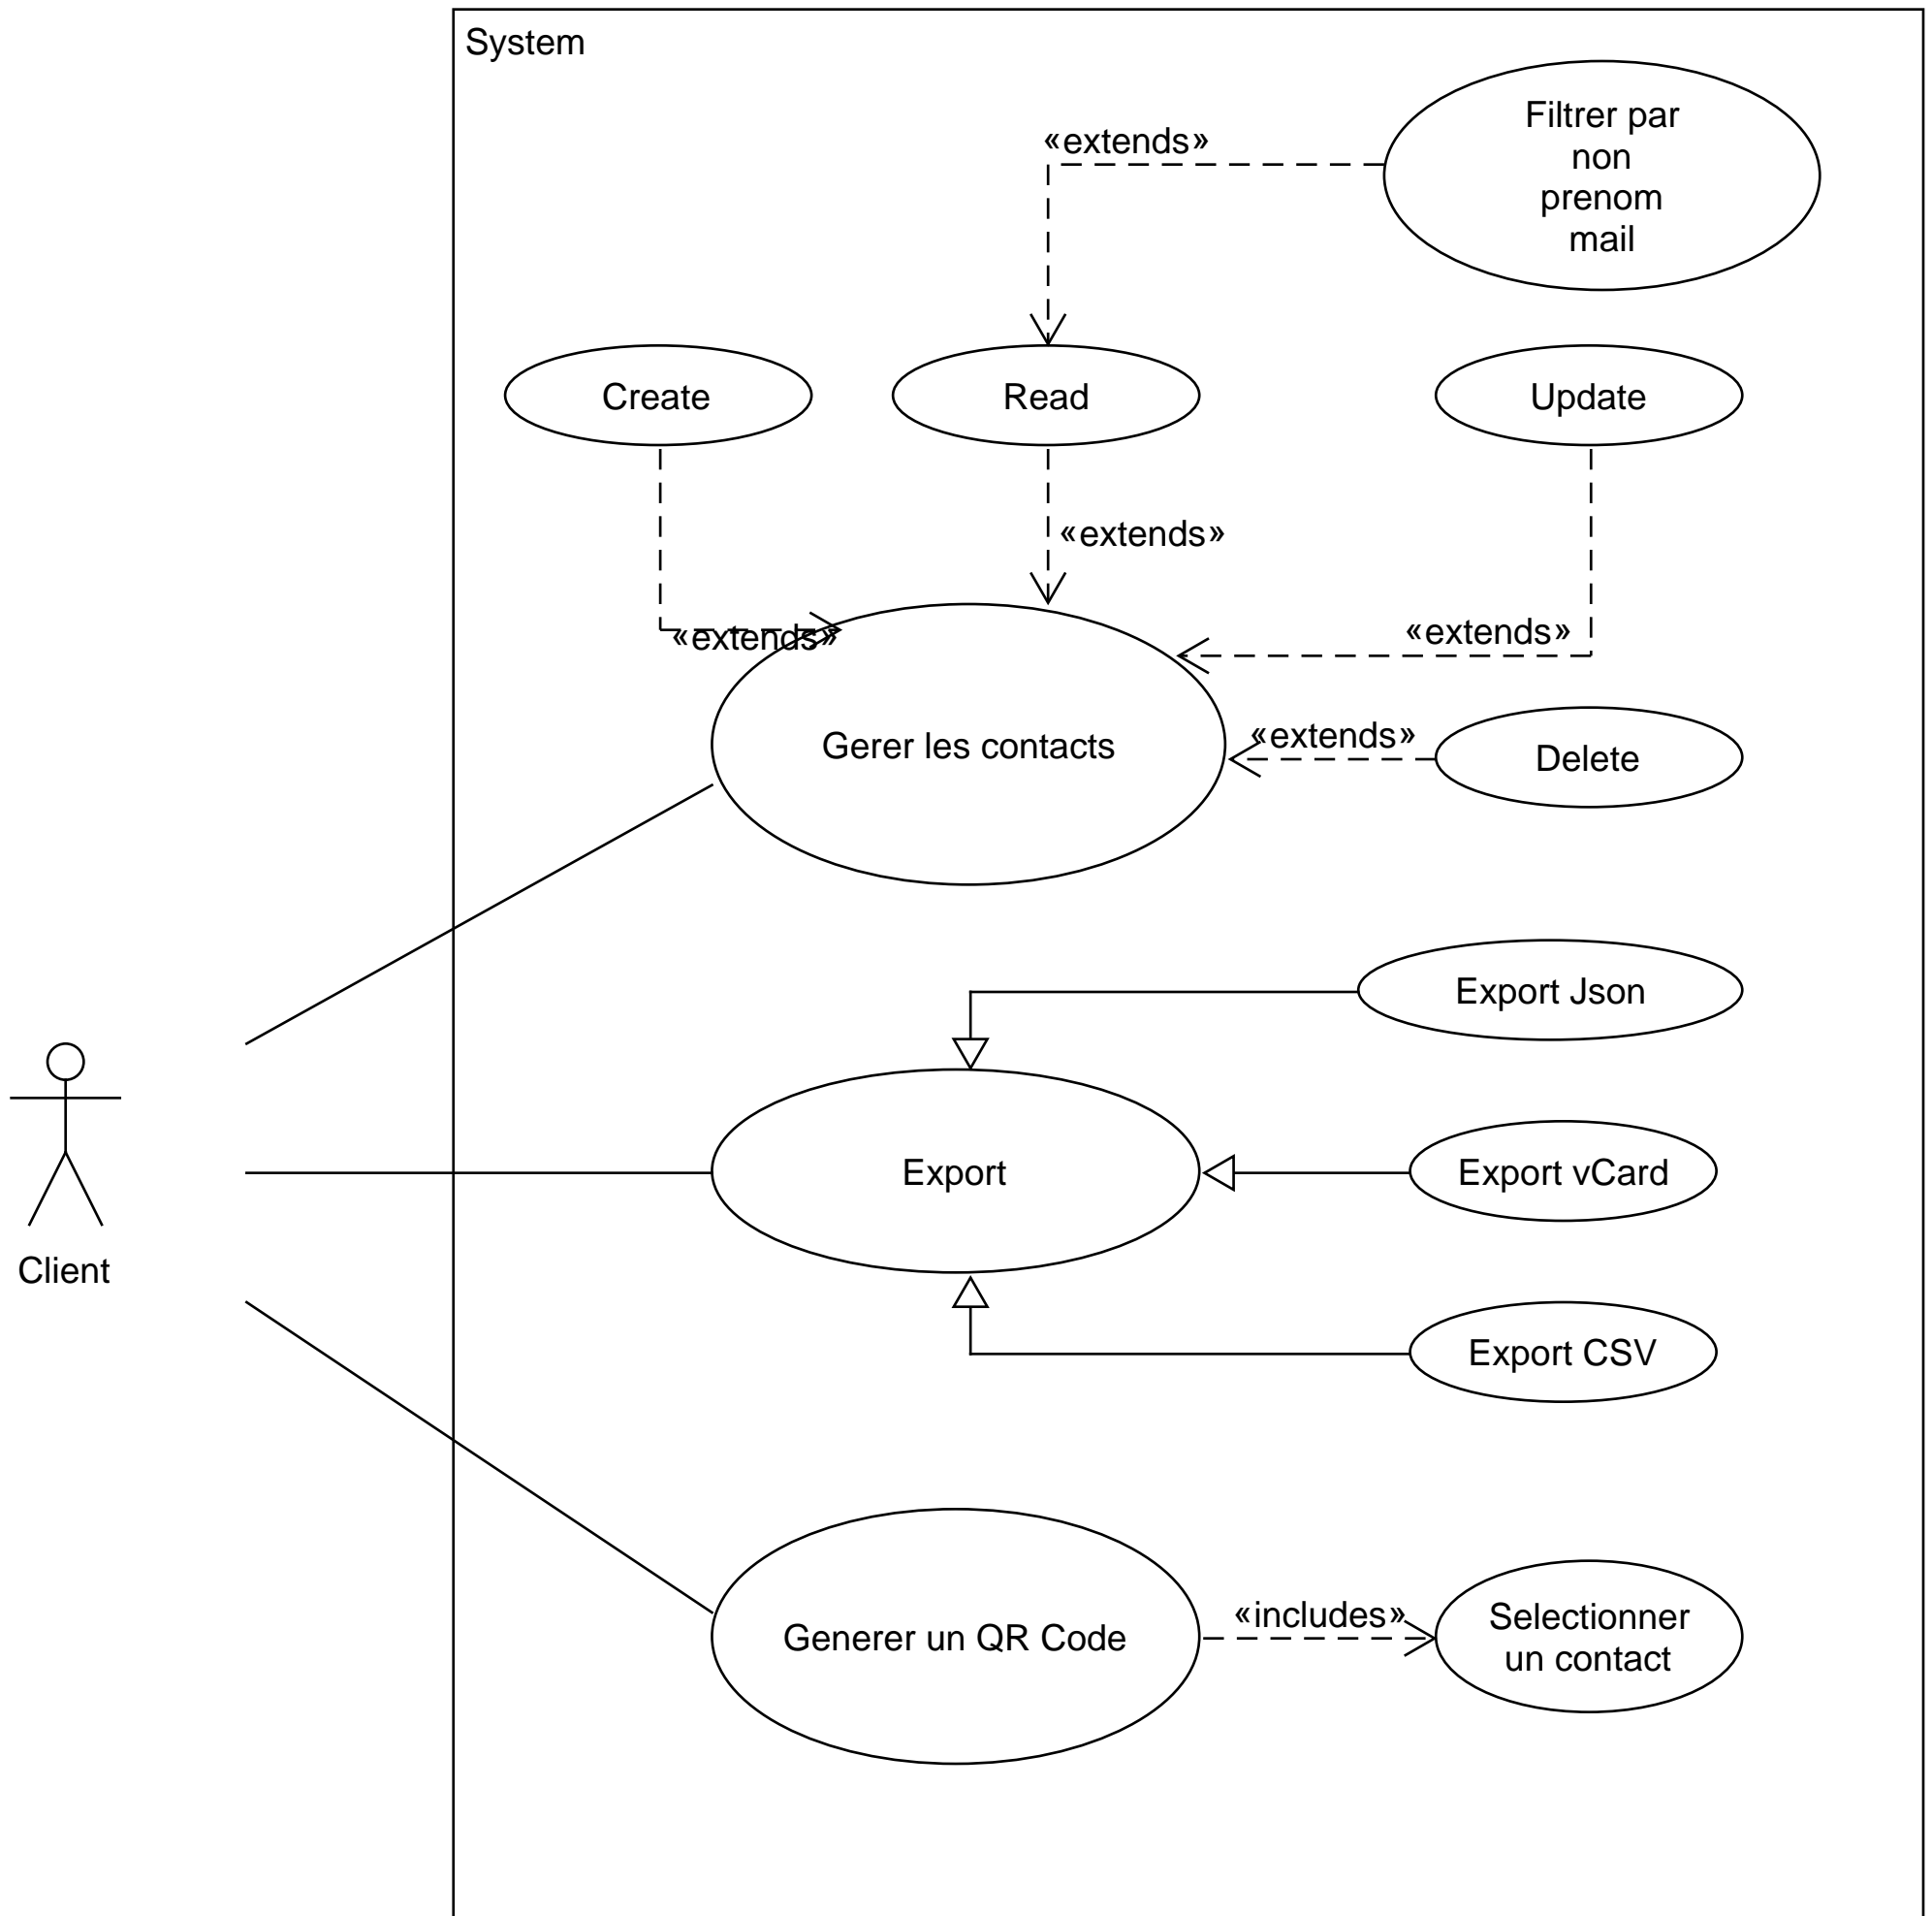 System
Filtrer par
non
prenom
mail
«extends»
Create
Read
Update
«extends»
«extends»
«extends»
Gerer les contacts
«extends»
Delete
Export Json
Export
Export vCard
Client
Export CSV
Generer un QR Code
«includes»
Selectionner
un contact